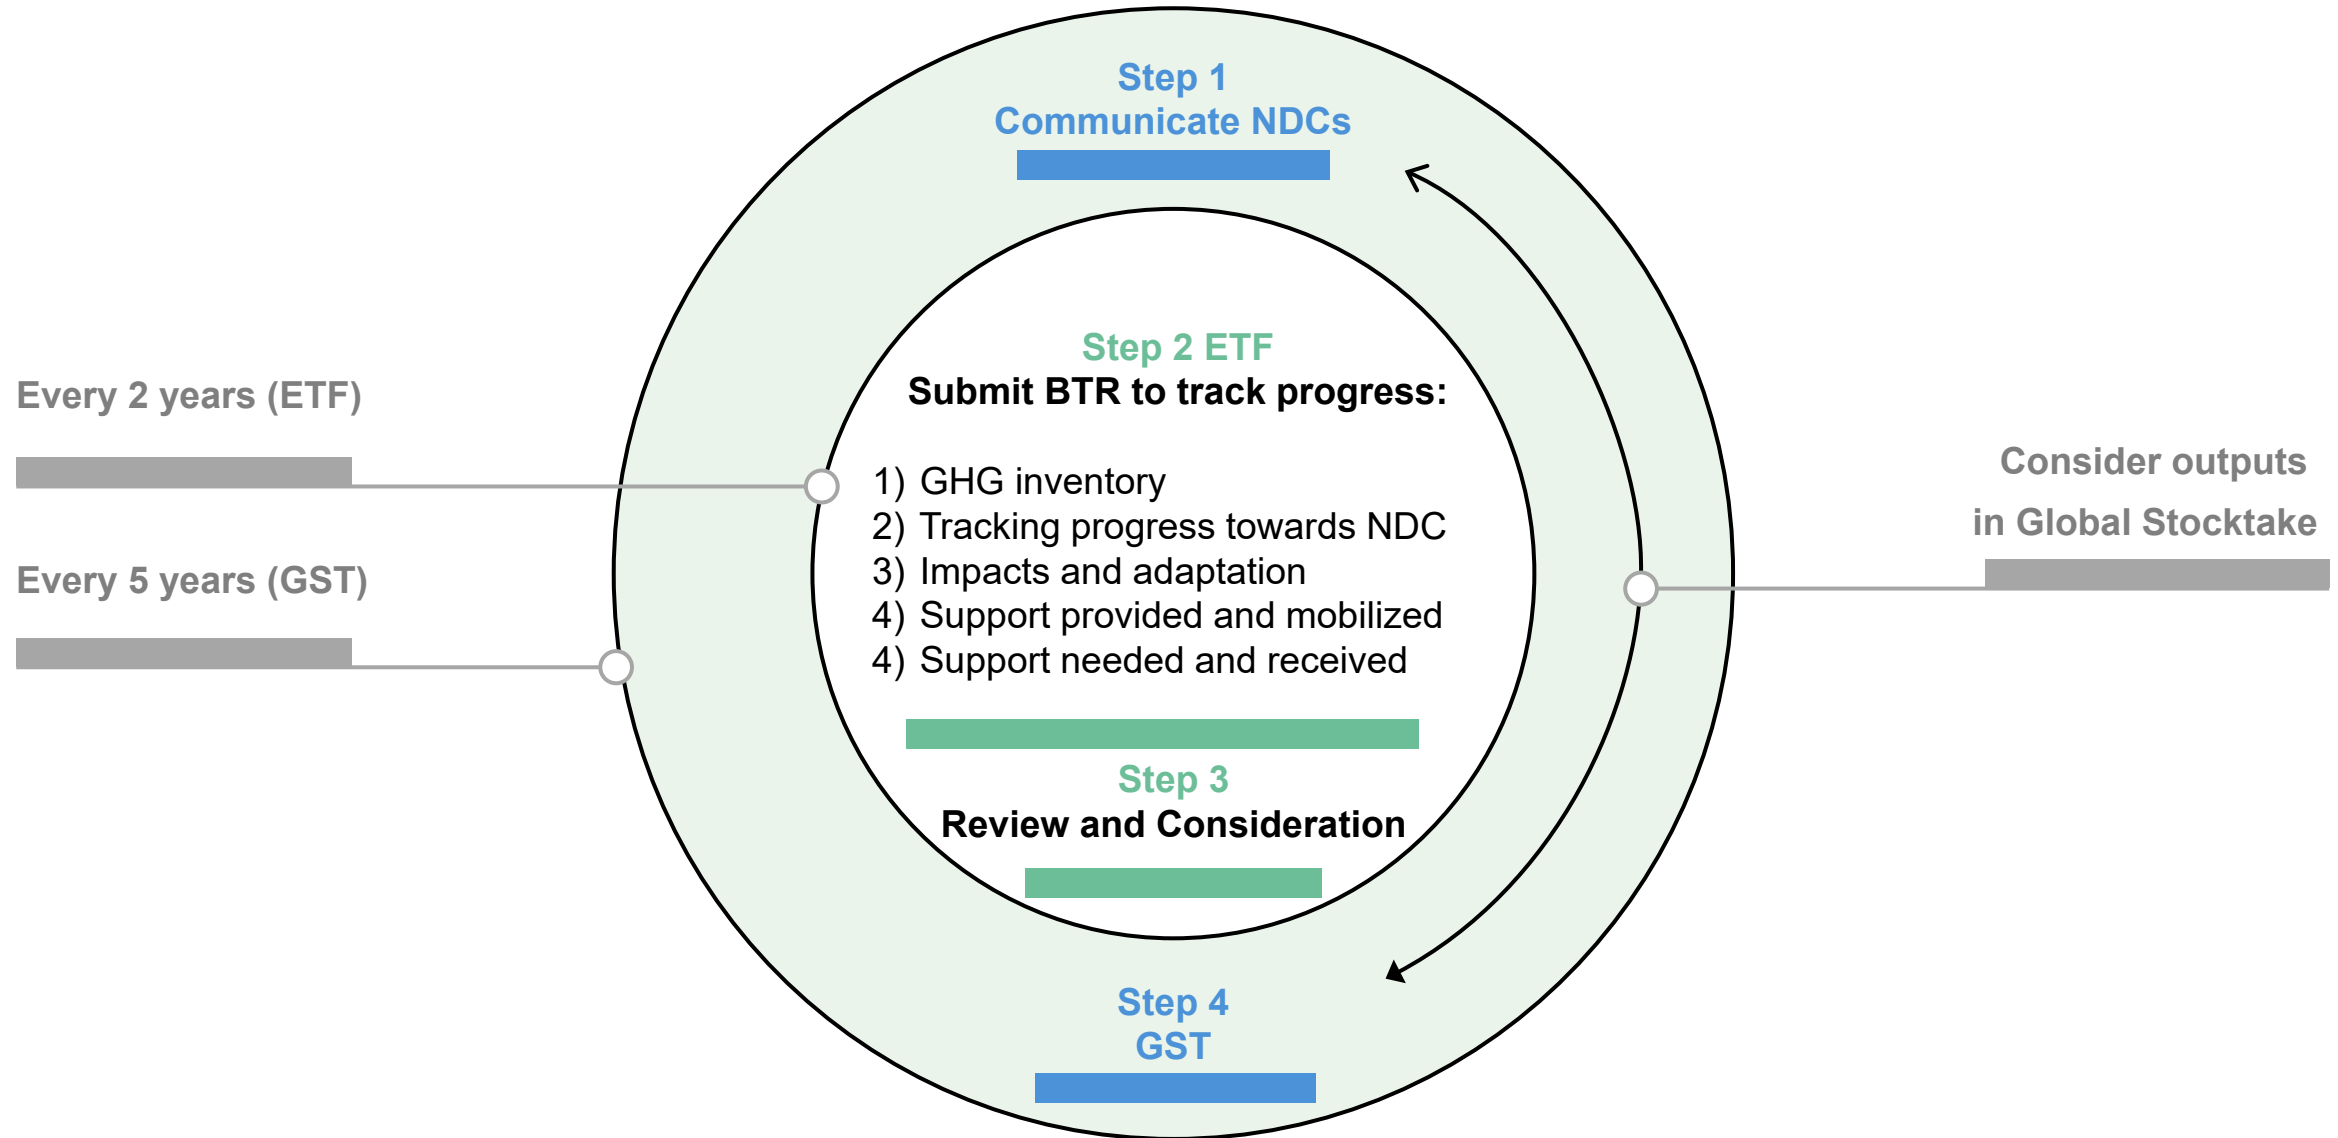 Step 1
Communicate NDCs
Step 2 ETF
Submit BTR to track progress:
1) GHG inventory
2) Tracking progress towards NDC
3) Impacts and adaptation
4) Support provided and mobilized
4) Support needed and received
Step 3
Review and Consideration
Step 4
GST
Every 2 years (ETF)
Every 5 years (GST)
Consider outputs
in Global Stocktake